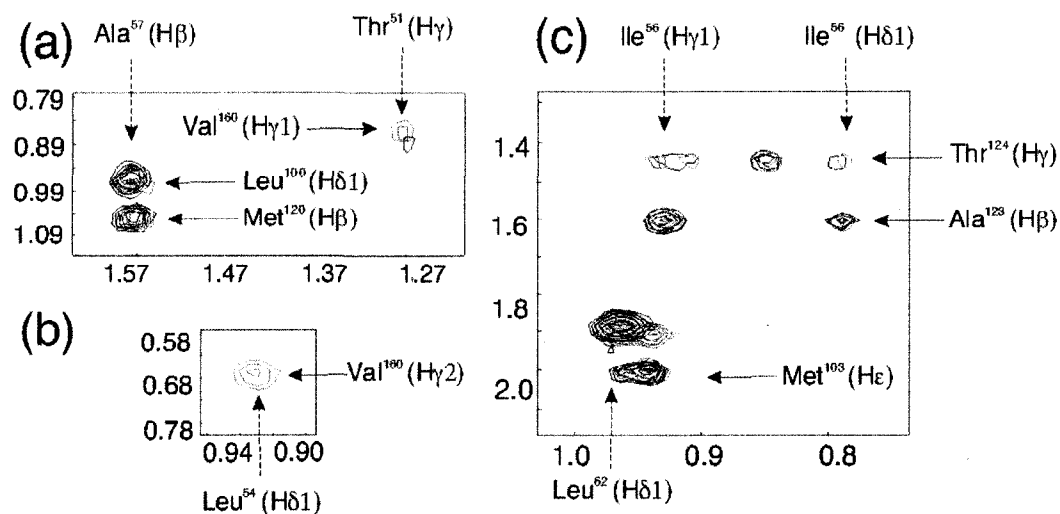 (a)
Ala⁵⁷(Hβ)
Thr⁵¹(Hγ)
0.79
0.89
0.99
1.09
Val¹⁶⁰(Hγ1)
Leu¹⁰⁰(Hδ1)
Met¹²⁰(Hβ)
1.57 1.47 1.37 1.27
(b)
0.58
0.68
0.78
Val¹⁶⁰(Hγ2)
0.94 0.90
Leu⁵⁴(Hδ1)
(c)
Ile⁵⁶(Hγ1)
Ile⁵⁶(Hδ1)
1.4
1.6
1.8
2.0
Thr¹²⁴(Hγ)
Ala¹²³(Hβ)
Met¹⁰³(Hε)
1.0 0.9 0.8
Leu⁶²(Hδ1)